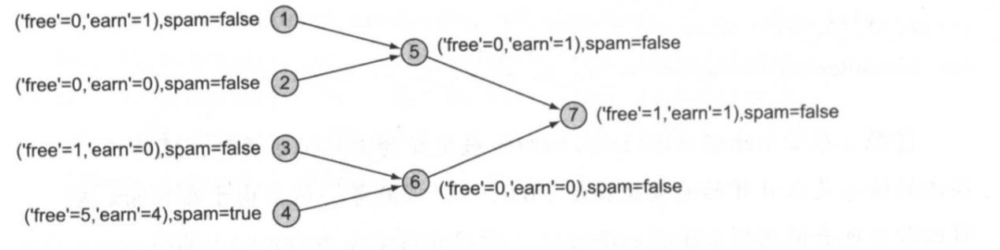 ('free'=0,'earn'=1),spam=false 1
5 ('free'=0,'earn'=1),spam=false
('free'=0,'earn'=0),spam=false 2
7 ('free'=1,'earn'=1),spam=false
('free'=1,'earn'=0),spam=false 3
6 ('free'=0,'earn'=0),spam=false
('free'=5,'earn'=4),spam=true 4